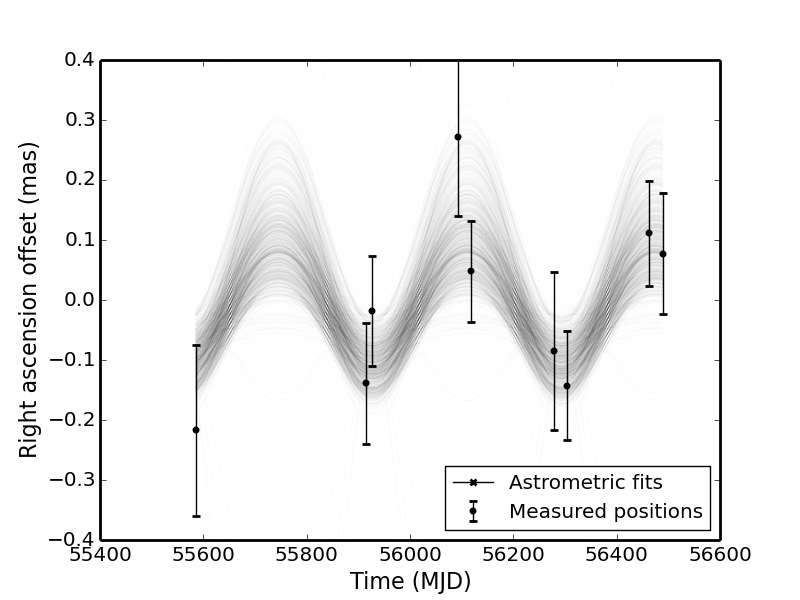 0.4
0.3
0.2
0.1
0.0
−0.1
−0.2
−0.3
−0.4
Right ascension offset (mas)
Astrometric fits
Measured positions
55400 55600 55800 56000 56200 56400 56600
Time (MJD)